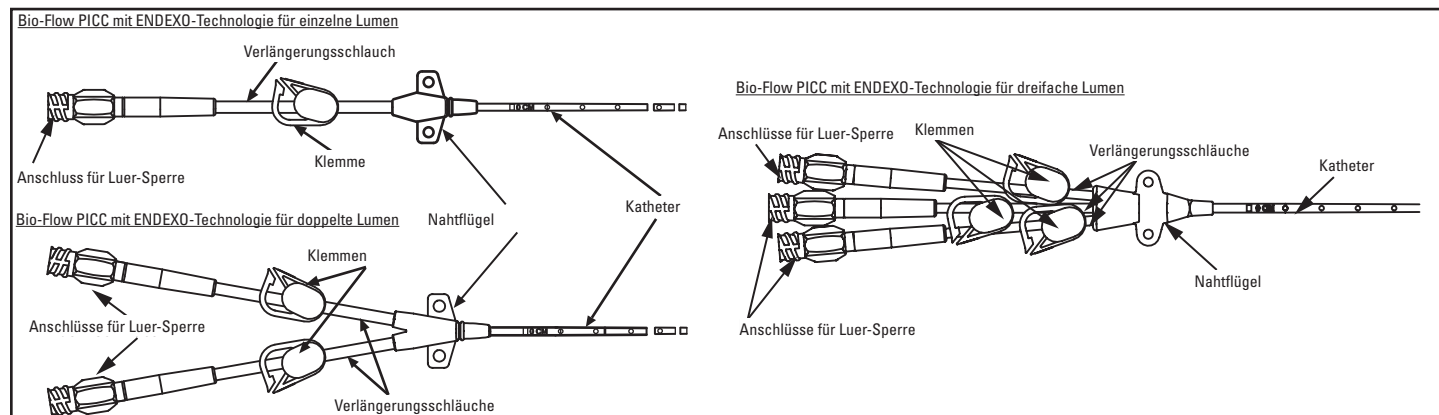 Bio-Flow PICC mit ENDEXO-Technologie für einzelne Lumen
Verlängerungsschlauch
Klemme
Anschluss für Luer-Sperre
Nahtflügel
Katheter
Bio-Flow PICC mit ENDEXO-Technologie für doppelte Lumen
Klemmen
Anschlüsse für Luer-Sperre
Verlängerungsschläuche
Bio-Flow PICC mit ENDEXO-Technologie für dreifache Lumen
Anschlüsse für Luer-Sperre
Klemmen
Verlängerungsschläuche
Katheter
Nahtflügel
Anschlüsse für Luer-Sperre